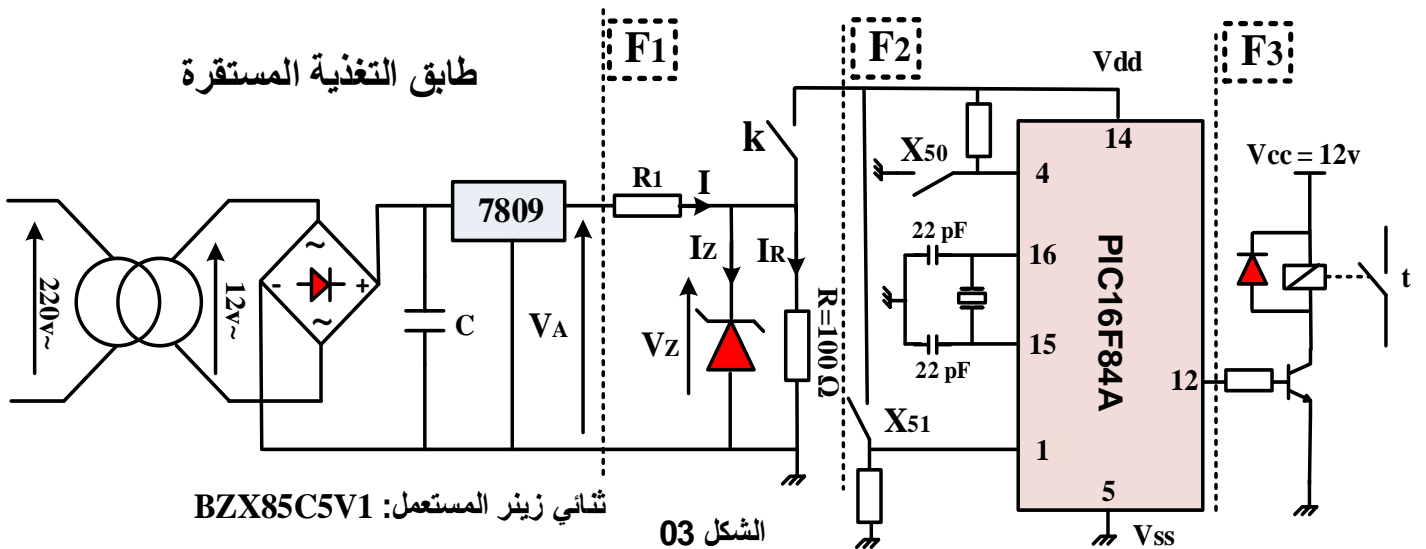 طابق التغذية المستقرة
F1
F2
F3
Vdd
14
k
X50
4
Vcc = 12v
R1
I
7809
22 pF
16
~
IZ
IR
220v~
12v~
-
+
t
C
VA
VZ
R=100 Ω
15
22 pF
PIC16F84A
~
12
X51
1
5
ثنائي زينر المستعمل: BZX85C5V1
الشكل 03
Vss